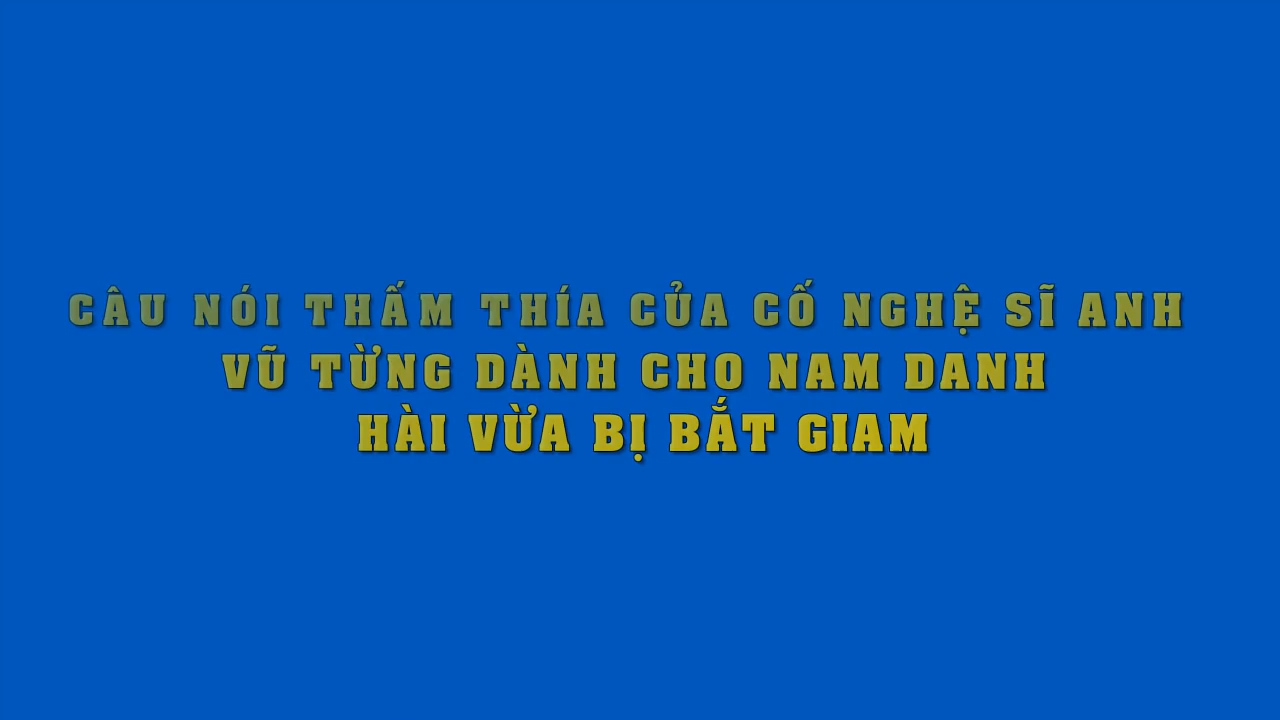 CÂU NÓI THẤM THÍA CỦA CỐ NGHỆ SĨ ANH
VŨ TỪNG DÀNH CHO NAM DANH
HÀI VỪA BỊ BẮT GIAM